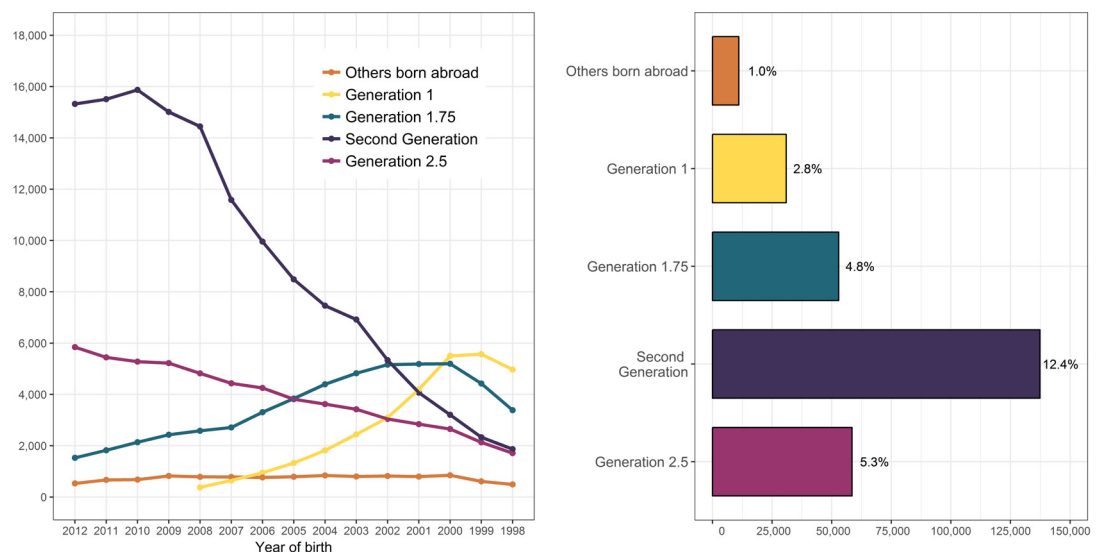 18,000
16,000
14,000
12,000
10,000
8,000
6,000
4,000
2,000
0
Others born abroad
Generation 1
Generation 1.75
Second Generation
Generation 2.5
2012 2011 2010 2009 2008 2007 2006 2005 2004 2003 2002 2001 2000 1999 1998
Year of birth
Others born abroad
1.0%
Generation 1
2.8%
Generation 1.75
4.8%
Second
Generation
12.4%
Generation 2.5
5.3%
0 25,000 50,000 75,000 100,000 125,000 150,000